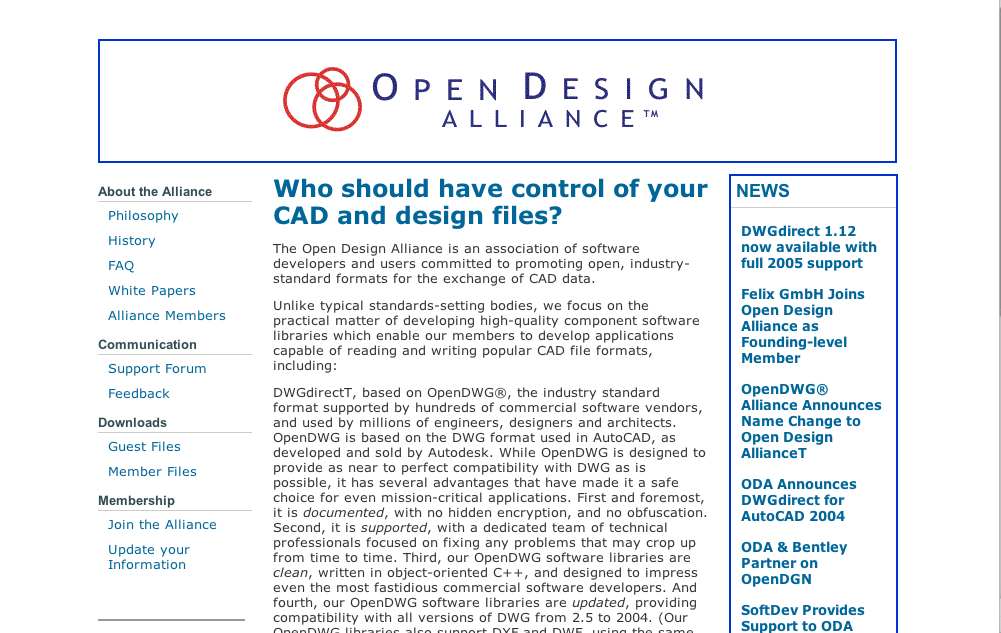 OPEN DESIGN
ALLIANCE™
About the Alliance
Philosophy
History
FAQ
White Papers
Alliance Members
Communication
Support Forum
Feedback
Downloads
Guest Files
Member Files
Membership
Join the Alliance
Update your
Information
Who should have control of your
CAD and design files?
The Open Design Alliance is an association of software
developers and users committed to promoting open, industry-
standard formats for the exchange of CAD data.
Unlike typical standards-setting bodies, we focus on the
practical matter of developing high-quality component software
libraries which enable our members to develop applications
capable of reading and writing popular CAD file formats,
including:
DWGdirectT, based on OpenDWG®, the industry standard
format supported by hundreds of commercial software vendors,
and used by millions of engineers, designers and architects.
OpenDWG is based on the DWG format used in AutoCAD, as
developed and sold by Autodesk. While OpenDWG is designed to
provide as near to perfect compatibility with DWG as is
possible, it has several advantages that have made it a safe
choice for even mission-critical applications. First and foremost,
it is documented, with no hidden encryption, and no obfuscation.
Second, it is supported, with a dedicated team of technical
professionals focused on fixing any problems that may crop up
from time to time. Third, our OpenDWG software libraries are
clean, written in object-oriented C++, and designed to impress
even the most fastidious commercial software developers. And
fourth, our OpenDWG software libraries are updated, providing
compatibility with all versions of DWG from 2.5 to 2004. (Our
OpenDWG libraries also support DXF and DWF, using the same
NEWS
DWGdirect 1.12
now available with
full 2005 support
Felix GmbH Joins
Open Design
Alliance as
Founding-level
Member
OpenDWG®
Alliance Announces
Name Change to
Open Design
AllianceT
ODA Announces
DWGdirect for
AutoCAD 2004
ODA & Bentley
Partner on
OpenDGN
SoftDev Provides
Support to ODA